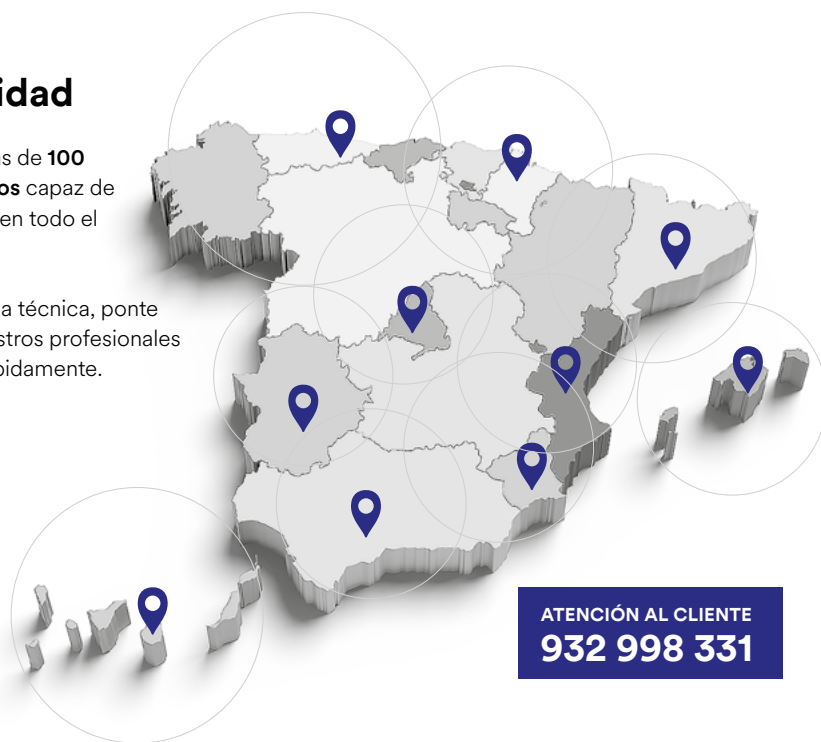 idad
s de 100
os capaz de
en todo el
a técnica, ponte
stros profesionales
pidamente.
ATENCIÓN AL CLIENTE
932 998 331